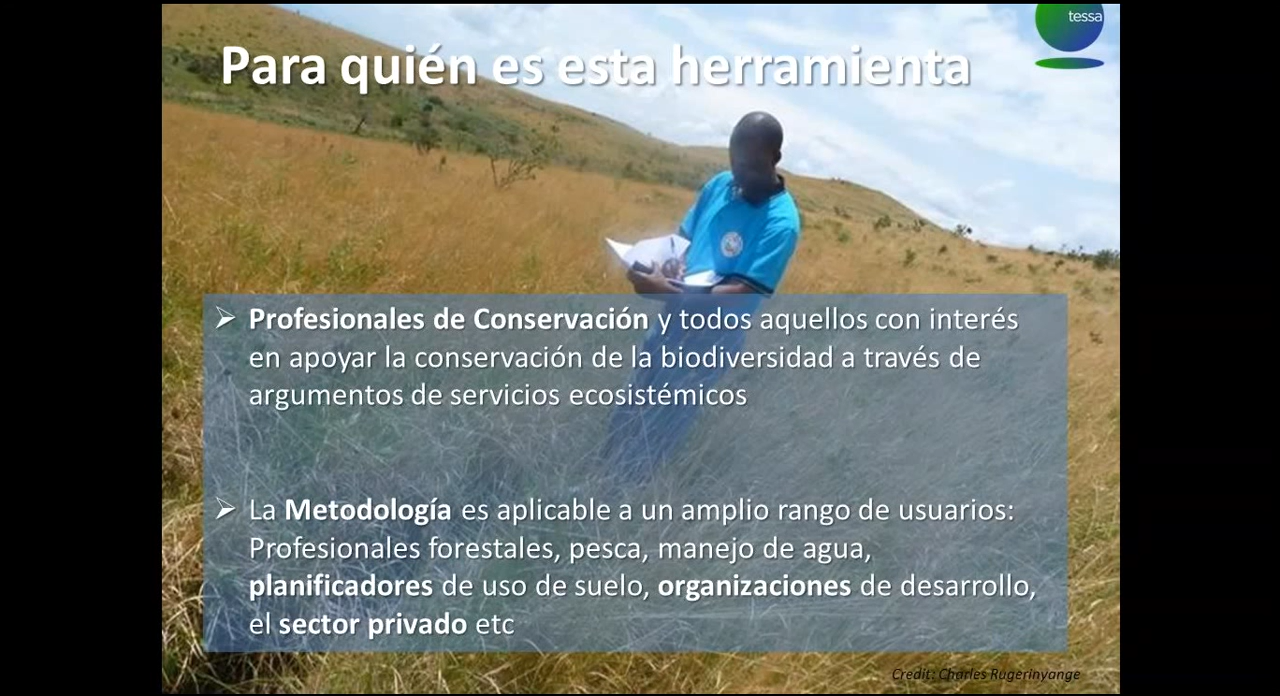 tessa
Para quién es esta herramienta
➢ Profesionales de Conservación y todos aquellos con interés
en apoyar la conservación de la biodiversidad a través de
argumentos de servicios ecosistémicos
➢ La Metodología es aplicable a un amplio rango de usuarios:
Profesionales forestales, pesca, manejo de agua,
planificadores de uso de suelo, organizaciones de desarrollo,
el sector privado etc
Credit: Charles Rugerinyange